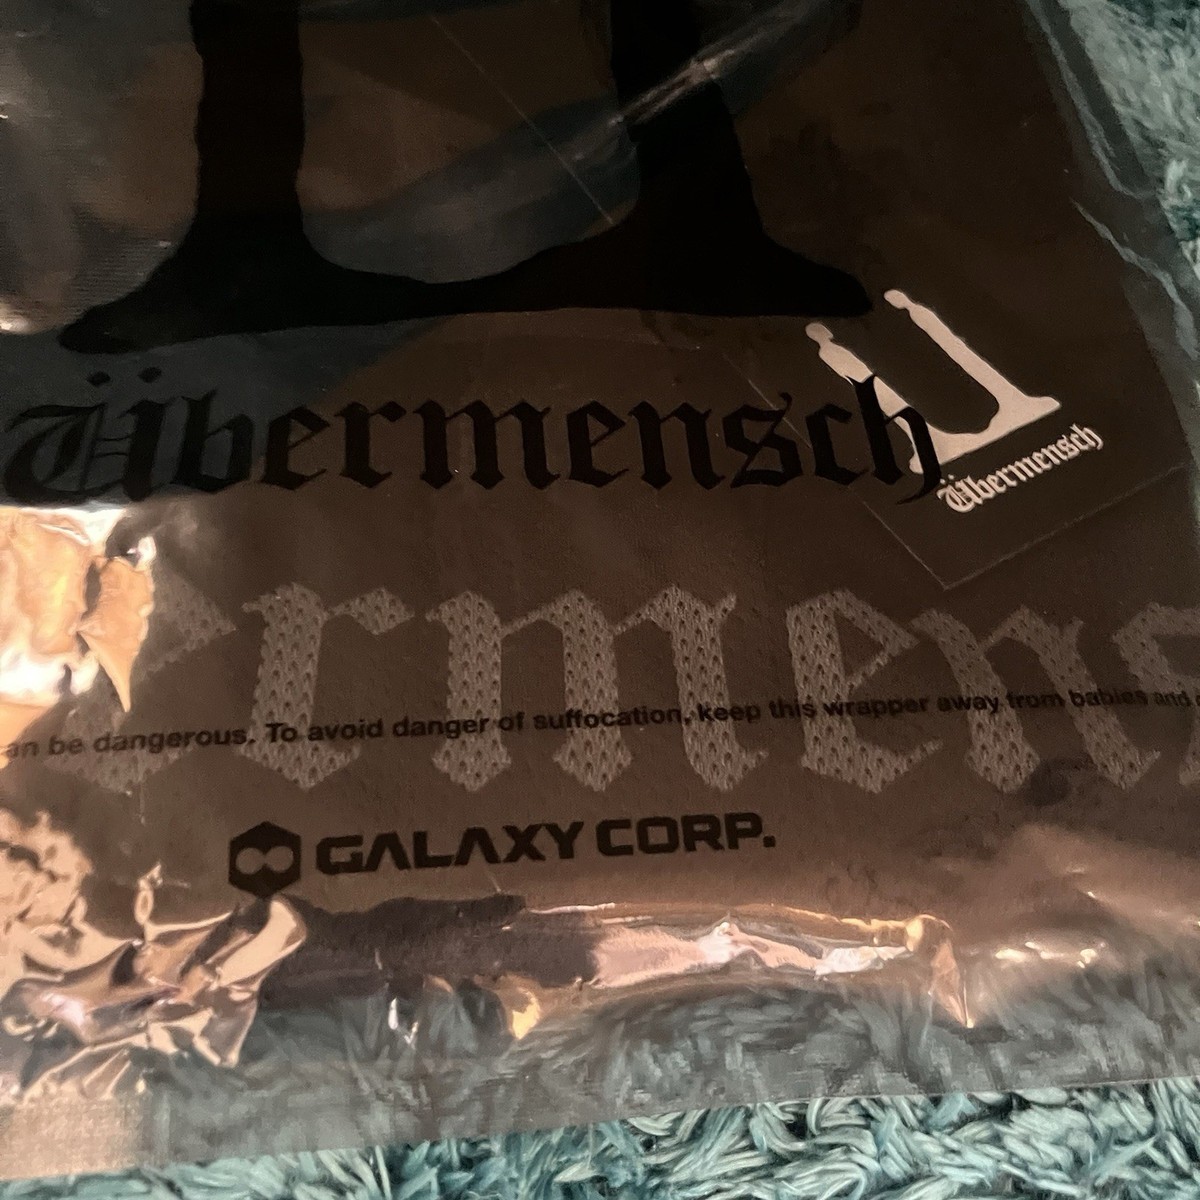 Übermensch
Ü
Übermensch
ermens
an be dangerous. To avoid danger of suffocation, keep this wrapper away from babies and
GALAXY CORP.